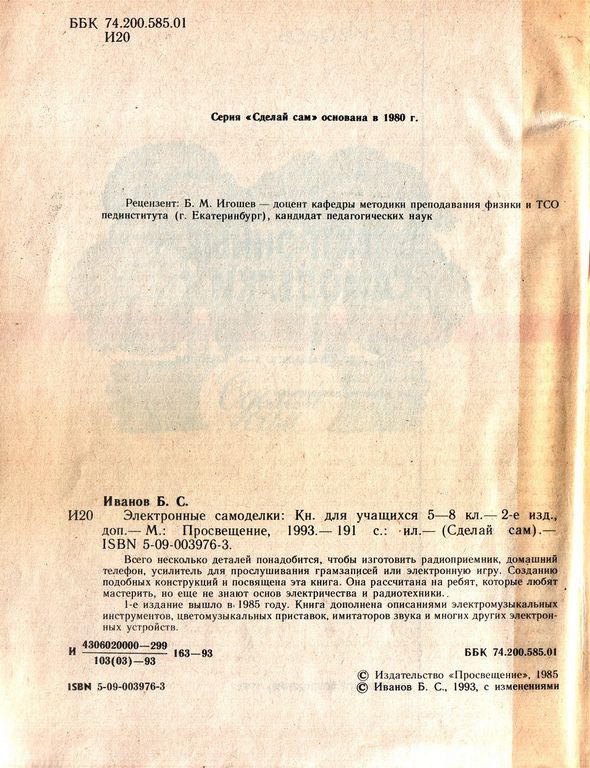 ББК 74.200.585.01
И20
Серия «Сделай сам» основана в 1980 г.
Рецензент: Б. М. Игошев — доцент кафедры методики преподавания физики и ТСО
пединститута (г. Екатеринбург), кандидат педагогических наук
Иванов Б. С.
И20 Электронные самоделки: Кн. для учащихся 5—8 кл.— 2-е изд.,
доп.— М.: Просвещение, 1993.— 191 с.: ил.— (Сделай сам).—
ISBN 5-09-003976-3.
Всего несколько деталей понадобится, чтобы изготовить радиоприемник, домашний
телефон, усилитель для прослушивания грамзаписей или электронную игру. Созданию
подобных конструкций и посвящена эта книга. Она рассчитана на ребят, которые любят
мастерить, но еще не знают основ электричества и радиотехники.
1-е издание вышло в 1985 году. Книга дополнена описаниями электромузыкальных
инструментов, цветомузыкальных приставок, имитаторов звука и многих других электрон-
ных устройств.
И 4306020000—299 163—93
103(03)—93
ББК 74.200.585.01
ISBN 5-09-003976-3
© Издательство «Просвещение», 1985
© Иванов Б. С., 1993, с изменениями